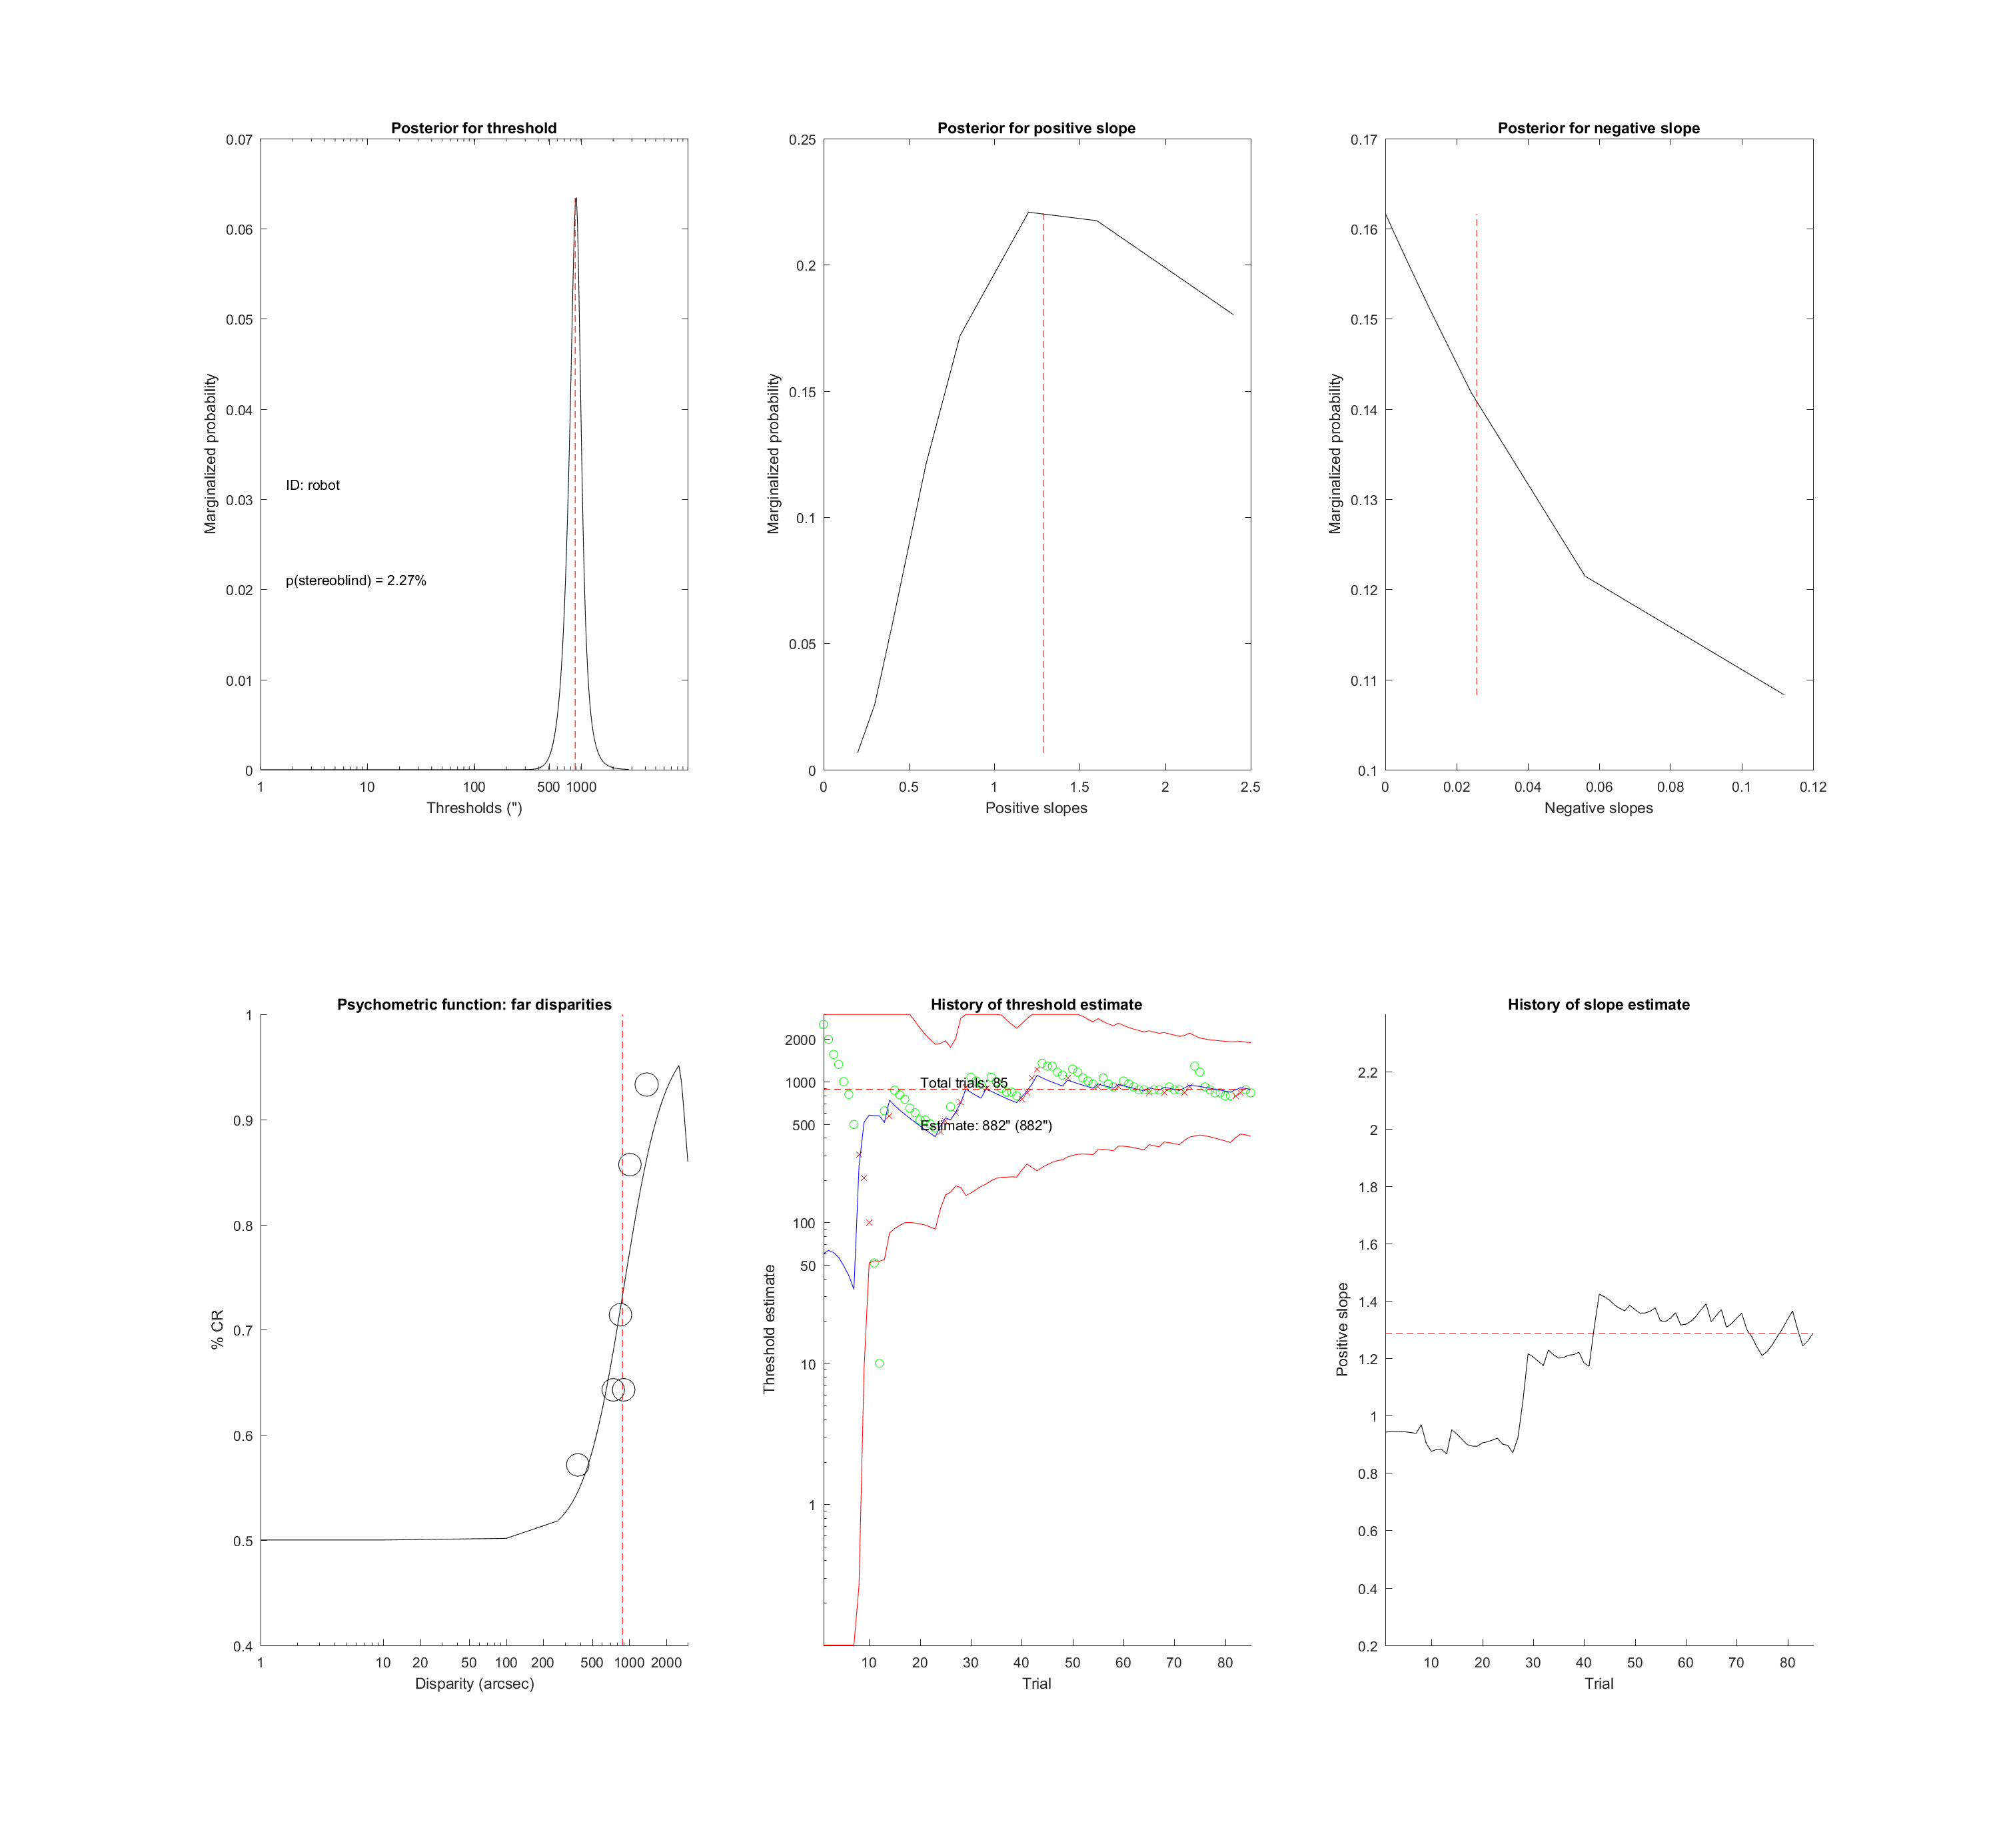 Posterior for threshold
0.07
0.06
0.05
0.04
0.03
0.02
0.01
0
Marginalized probability
ID: robot
p(stereoblind) = 2.27%
1 10 100 500 1000
Thresholds (")
Posterior for positive slope
0.25
0.2
0.15
0.1
0.05
0
Marginalized probability
0 0.5 1 1.5 2 2.5
Positive slopes
Posterior for negative slope
0.17
0.16
0.15
0.14
0.13
0.12
0.11
0.1
Marginalized probability
0 0.02 0.04 0.06 0.08 0.1 0.12
Negative slopes
Psychometric function: far disparities
1
0.9
0.8
0.7
0.6
0.5
0.4
% CR
1 10 20 50 100 200 500 1000 2000
Disparity (arcsec)
History of threshold estimate
2000
1000
500
100
50
10
1
Threshold estimate
Total trials: 85
Estimate: 882" (882")
10 20 30 40 50 60 70 80
Trial
History of slope estimate
2.2
2
1.8
1.6
1.4
1.2
1
0.8
0.6
0.4
0.2
Positive slope
10 20 30 40 50 60 70 80
Trial